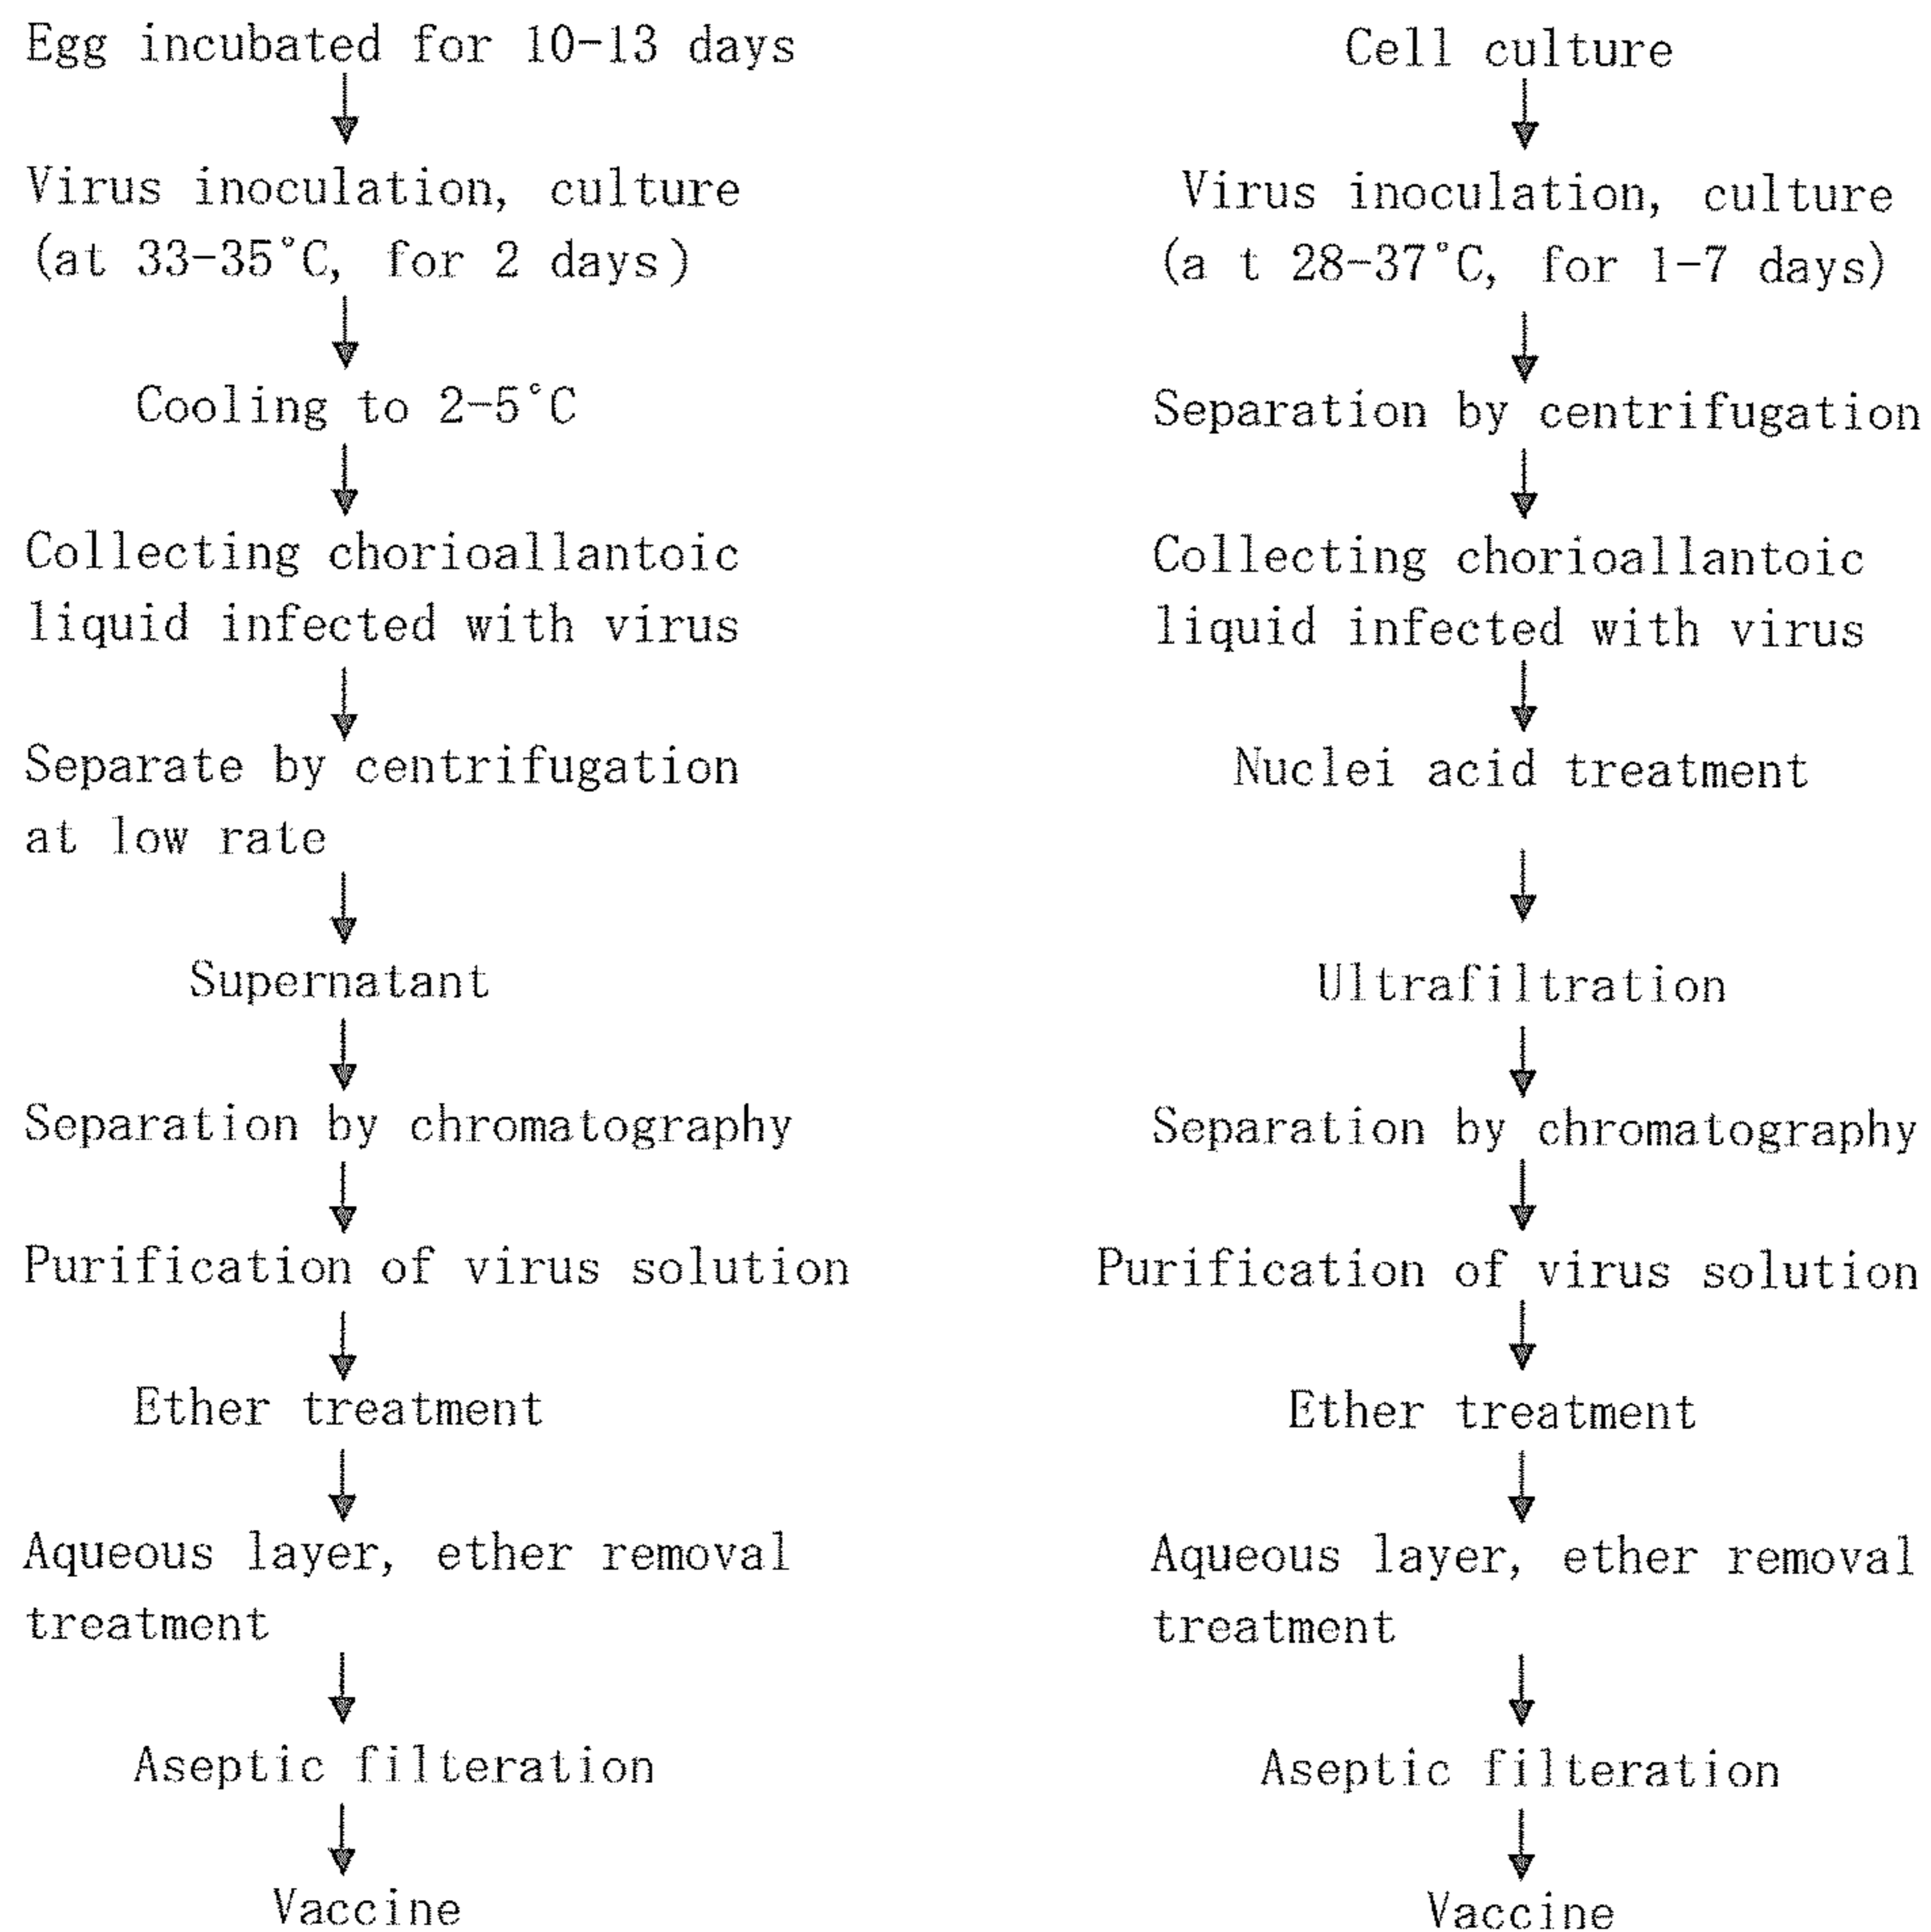 Egg incubated for 10-13 days
Virus inoculation, culture
(at 33-35°C, for 2 days)
Cooling to 2-5°C
Collecting chorioallantoic
liquid infected with virus
Separate by centrifugation
at low rate
Supernatant
Separation by chromatography
Purification of virus solution
Ether treatment
Aqueous layer, ether removal
treatment
Aseptic filteration
Vaccine
Cell culture
Virus inoculation, culture
(a t 28-37°C, for 1-7 days)
Separation by centrifugation
Collecting chorioallantoic
liquid infected with virus
Nuclei acid treatment
Ultrafiltration
Separation by chromatography
Purification of virus solution
Ether treatment
Aqueous layer, ether removal
treatment
Aseptic filteration
Vaccine